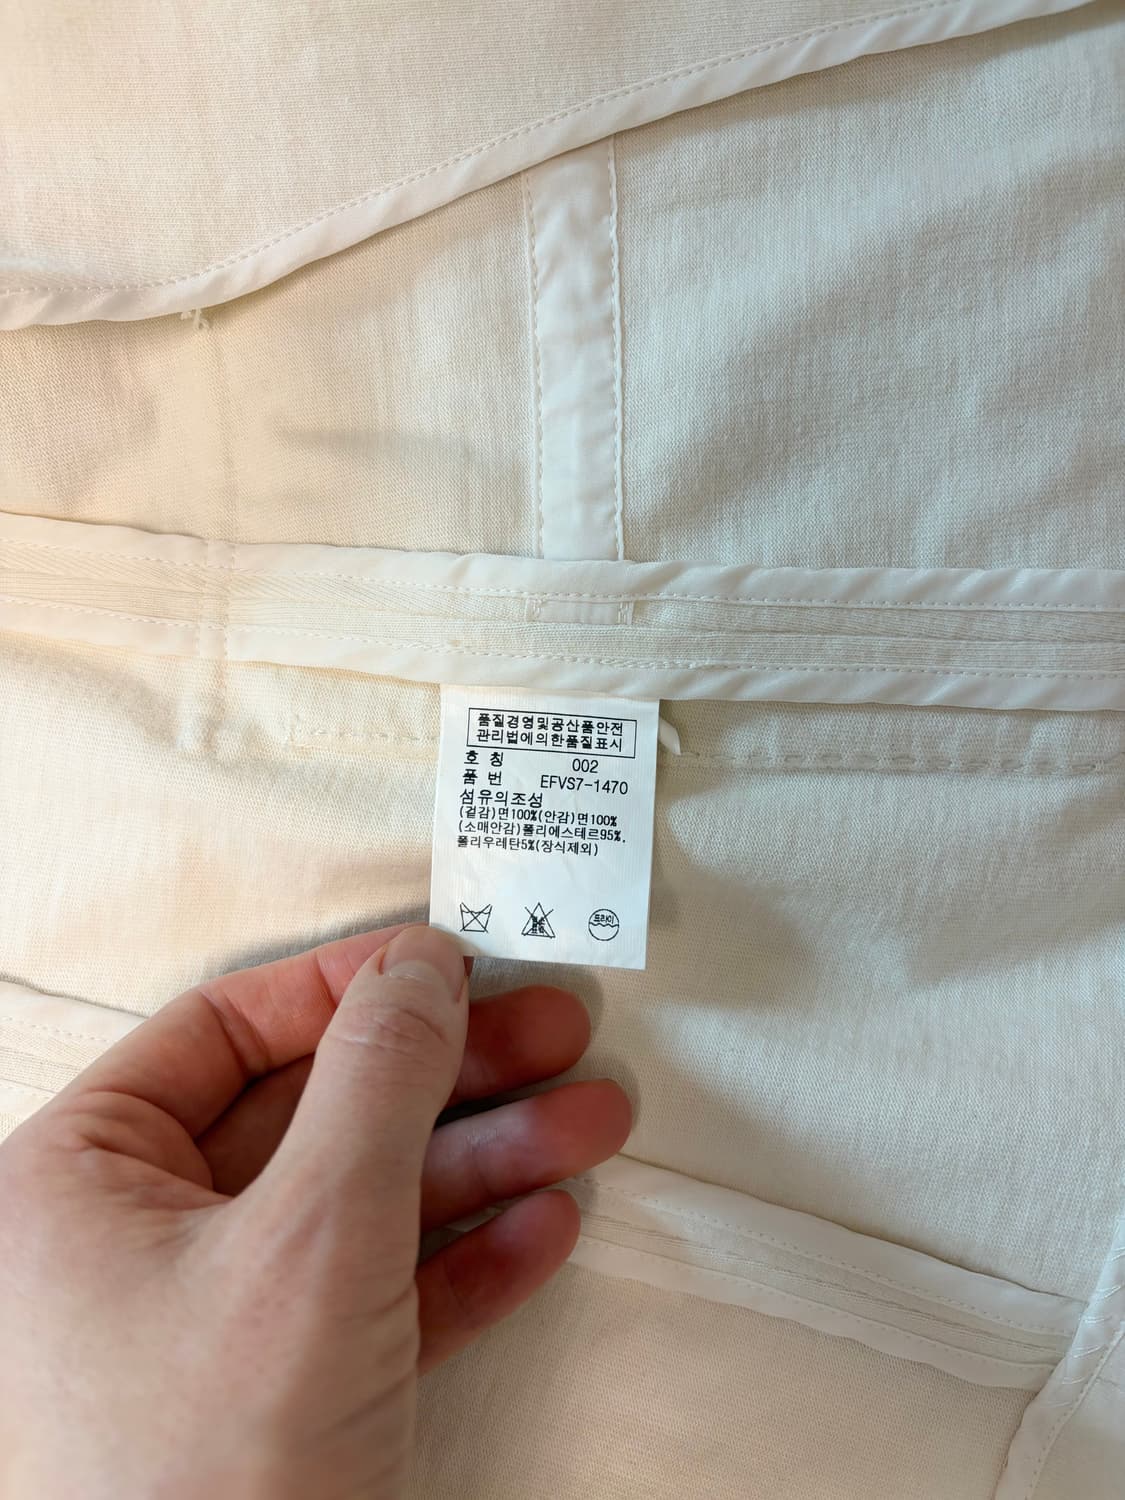 품질경영및공산품안전
관리법에의한품질표시
호 칭 002
품 번 EFVS7-1470
섬유의조성
(겉감)면100%(안감)면100%
(소매안감)폴리에스테르95%,
폴리우레탄5%(장식제외)
드라이